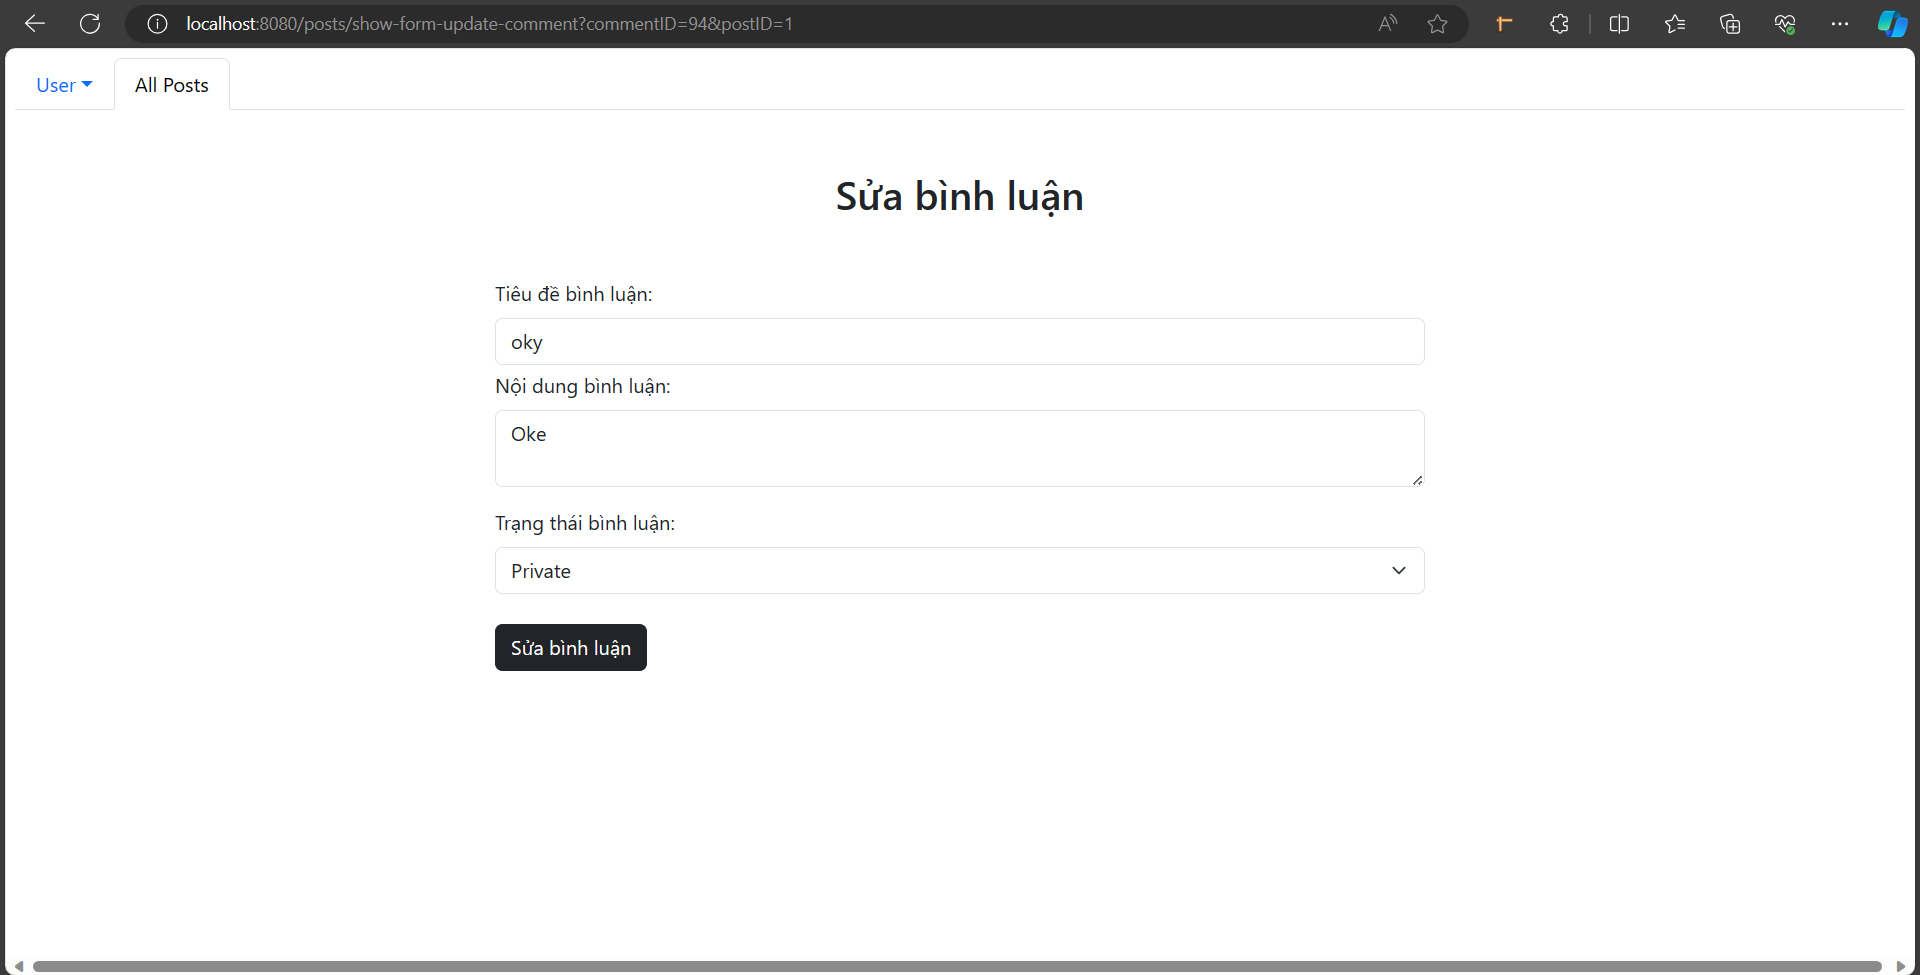 localhost:8080/posts/show-form-update-comment?commentID=94&postID=1
User
All Posts
Sửa bình luận
Tiêu đề bình luận:
oky
Nội dung bình luận:
Oke
Trạng thái bình luận:
Private
Sửa bình luận